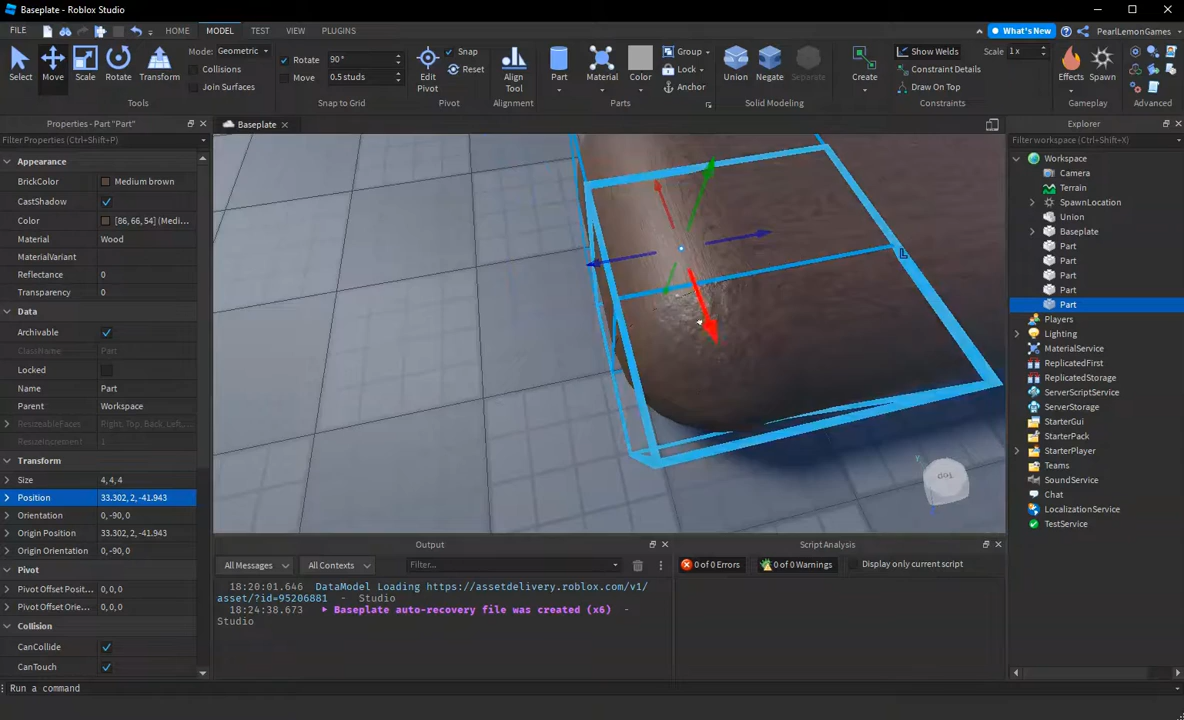 Baseplate - Roblox Studio
FILE HOME MODEL TEST VIEW PLUGINS What's New PearlLemonGames
Select Move Scale Rotate Transform
Mode: Geometric
Collisions
Join Surfaces
Tools
Rotate 90°
Move 0.5 studs
Snap to Grid
Edit Pivot
Snap
Reset
Pivot
Align Tool
Alignment
Part Material Color
Group
Lock
Anchor
Parts
Union Negate Separate
Solid Modeling
Create
Show Welds Scale 1 x
Constraint Details
Draw On Top
Constraints
Effects Spawn
Gameplay
Advanced
Properties - Part "Part"
Filter Properties (Ctrl+Shift+P)
Appearance
BrickColor Medium brown
CastShadow
Color [86, 66, 54] (Medi...
Material Wood
MaterialVariant
Reflectance 0
Transparency 0
Data
Archivable
ClassName Part
Locked
Name Part
Parent Workspace
ResizeableFaces Right, Top, Back, Left,...
ResizeIncrement 1
Transform
Size 4, 4, 4
Position 33.302, 2, -41.943
Orientation 0, -90, 0
Origin Position 33.302, 2, -41.943
Origin Orientation 0, -90, 0
Pivot
Pivot Offset Posit... 0, 0, 0
Pivot Offset Orie... 0, 0, 0
Collision
CanCollide
CanTouch
Baseplate
L
Top
Output
All Messages All Contexts Filter...
18:20:01.646 DataModel Loading https://assetdelivery.roblox.com/v1/
asset/?id=95206881 - Studio
18:24:38.673 Baseplate auto-recovery file was created (x6) -
Studio
Script Analysis
0 of 0 Errors 0 of 0 Warnings Display only current script
Explorer
Filter workspace (Ctrl+Shift+X)
Workspace
Camera
Terrain
SpawnLocation
Union
Baseplate
Part
Part
Part
Part
Part
Players
Lighting
MaterialService
ReplicatedFirst
ReplicatedStorage
ServerScriptService
ServerStorage
StarterGui
StarterPack
StarterPlayer
Teams
SoundService
Chat
LocalizationService
TestService
Run a command